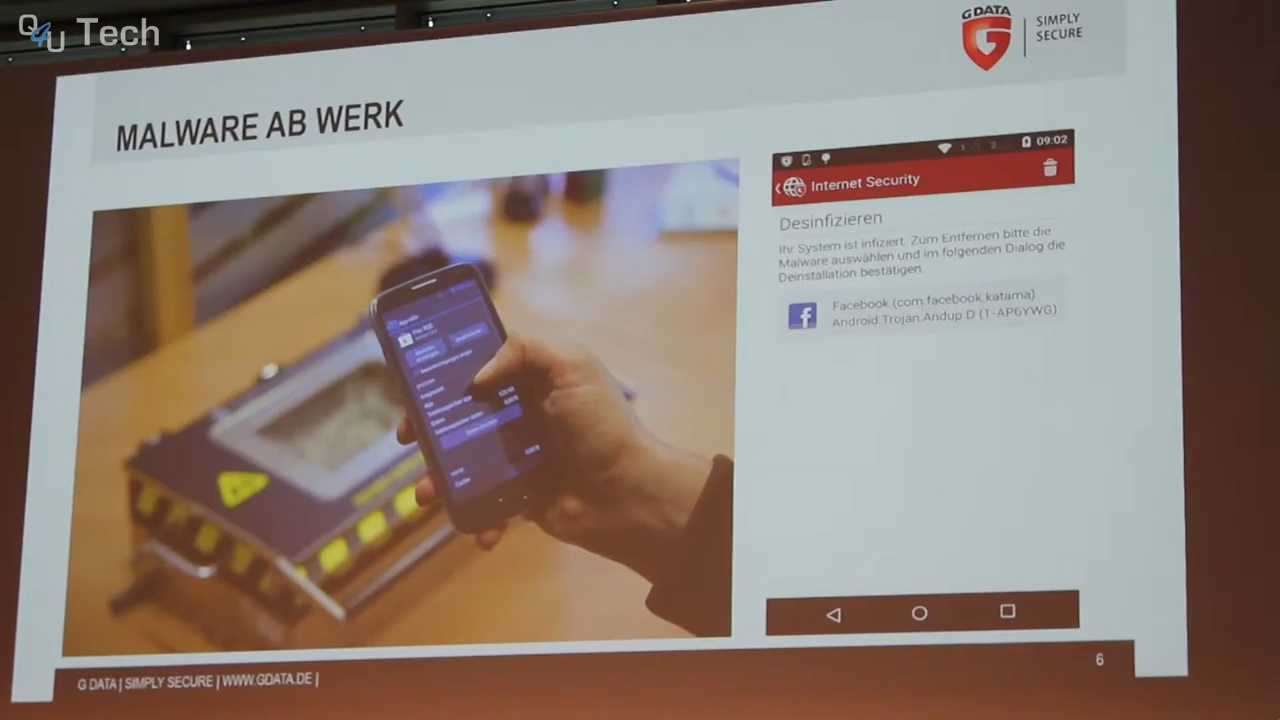 Q4U Tech
G DATA
SIMPLY
SECURE
MALWARE AB WERK
09:02
Internet Security
Desinfizieren
Ihr System ist infiziert. Zum Entfernen bitte die
Malware auswählen und im folgenden Dialog die
Deinstallation bestätigen.
Facebook (com.facebook.katama)
Android.Trojan.Andup.D (1-AP6YWG)
Cache
G DATA | SIMPLY SECURE | WWW.GDATA.DE |
6